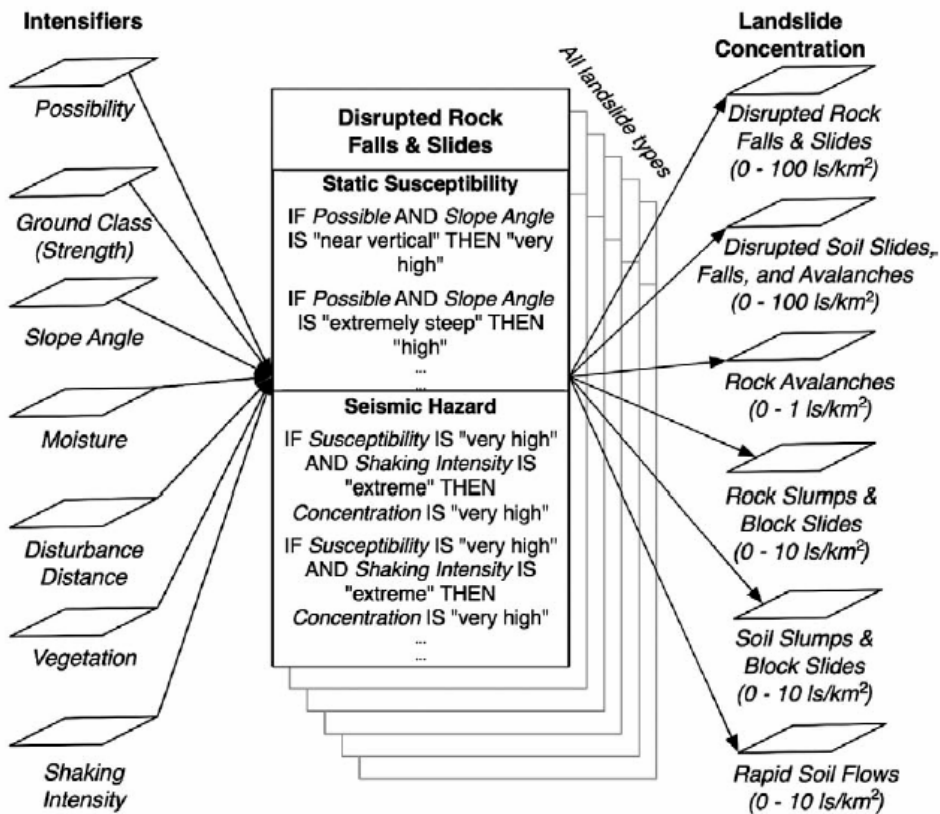 Intensifiers
Possibility
Ground Class
(Strength)
Slope Angle
Moisture
Disturbance
Distance
Vegetation
Shaking
Intensity
All landslide types
Disrupted Rock
Falls & Slides
Static Susceptibility
IF Possible AND Slope Angle
IS "near vertical" THEN "very
high"
IF Possible AND Slope Angle
IS "extremely steep" THEN
"high"
...
...
Seismic Hazard
IF Susceptibility IS "very high"
AND Shaking Intensity IS
"extreme" THEN
Concentration IS "very high"
IF Susceptibility IS "very high"
AND Shaking Intensity IS
"extreme" THEN
Concentration IS "very high"
...
...
Landslide
Concentration
Disrupted Rock
Falls & Slides
(0 - 100 ls/km²)
Disrupted Soil Slides,
Falls, and Avalanches
(0 - 100 ls/km²)
Rock Avalanches
(0 - 1 ls/km²)
Rock Slumps &
Block Slides
(0 - 10 ls/km²)
Soil Slumps &
Block Slides
(0 - 10 ls/km²)
Rapid Soil Flows
(0 - 10 ls/km²)